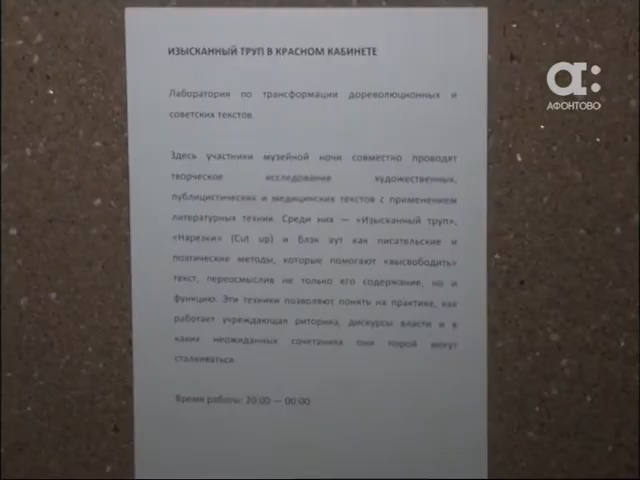 ИЗЫСКАННЫЙ ТРУП В КРАСНОМ КАБИНЕТЕ
Лаборатория по трансформации дореволюционных и
советских текстов.
Здесь участники музейной ночи совместно проводят
творческое исследование художественных,
публицистических и медицинских текстов с применением
литературных техник. Среди них — «Изысканный труп»,
«Нарезки» (Cut up) и блэк аут как писательские и
поэтические методы, которые помогают «высвободить»
текст, переосмыслив не только его содержание, но и
функцию. Эти техники позволяют понять на практике, как
работает учреждающая риторика, дискурсы власти и в
каких неожиданных сочетаниях они порой могут
сталкиваться.
Время работы: 20:00 — 00:00
a:
АФОНТОВО